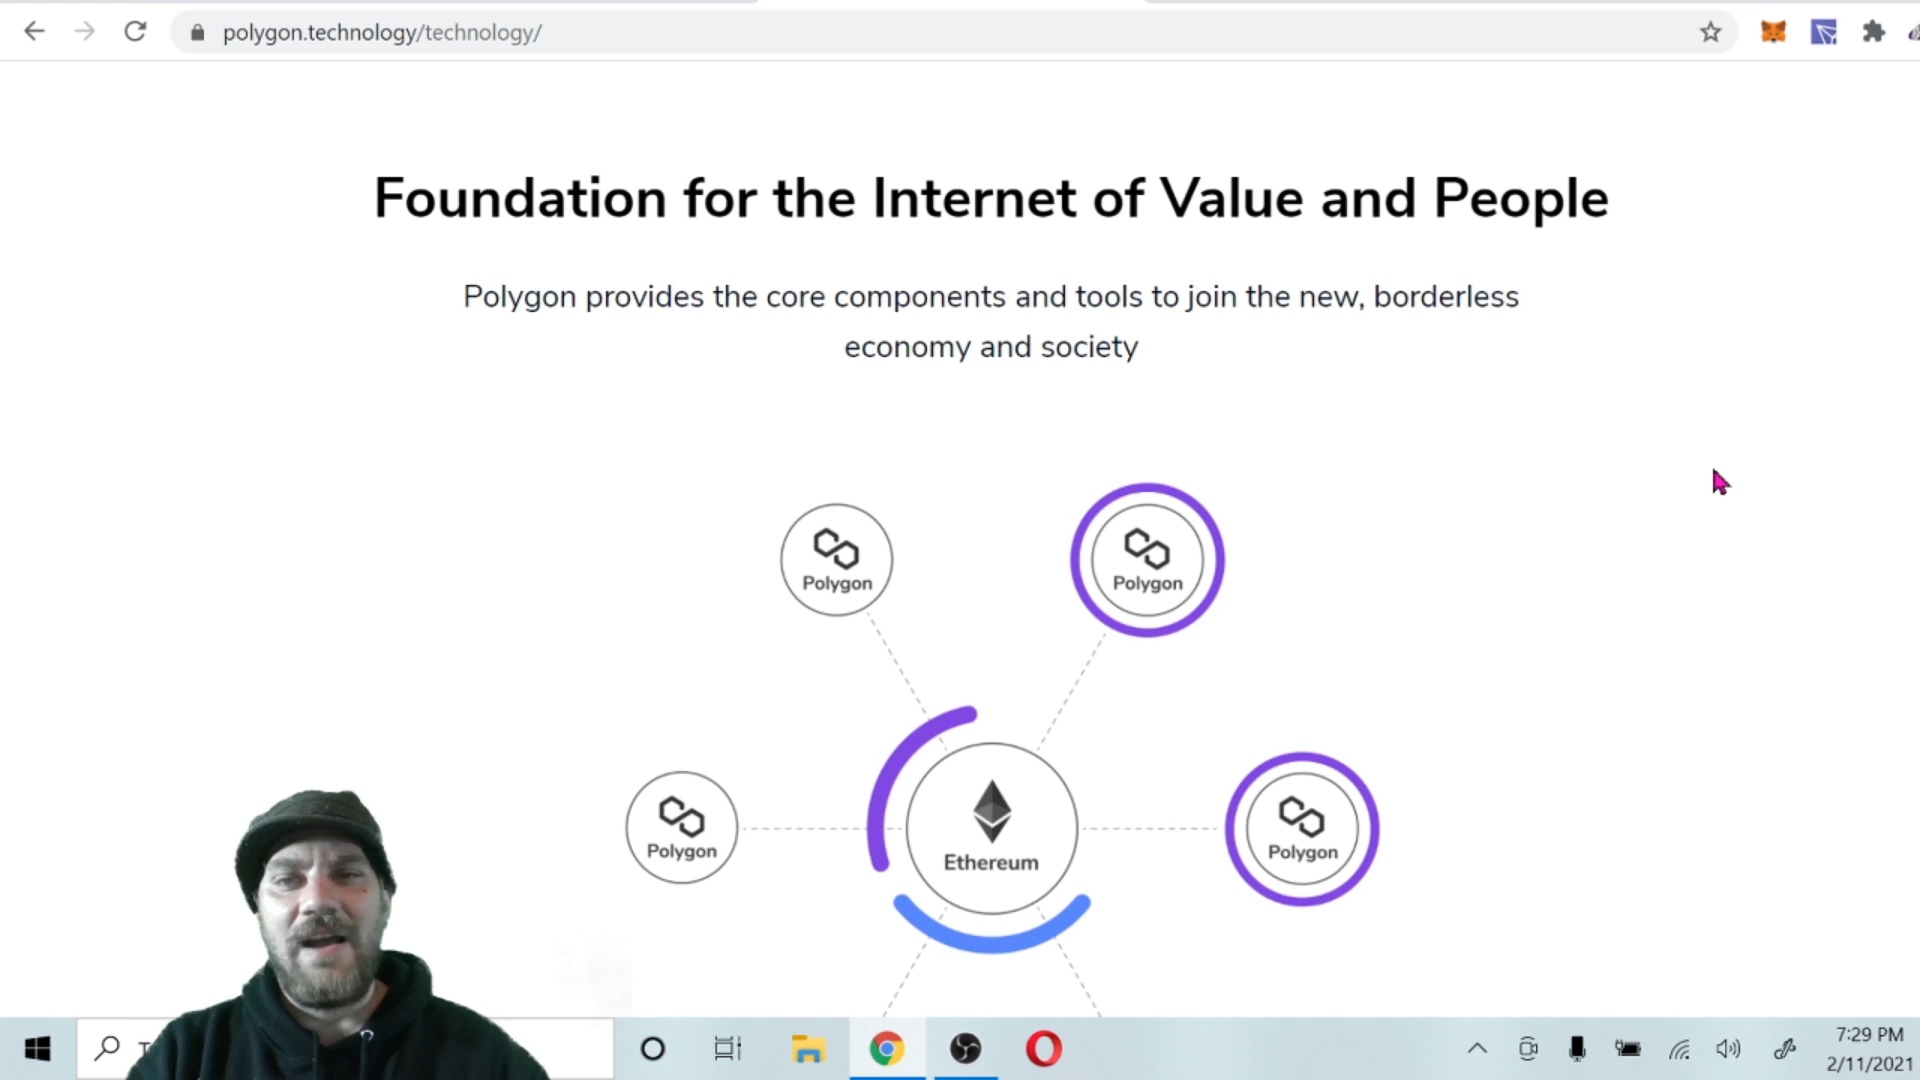 polygon.technology/technology/
Foundation for the Internet of Value and People
Polygon provides the core components and tools to join the new, borderless
economy and society
Polygon
Polygon
Polygon
Ethereum
Polygon
7:29 PM
2/11/2021